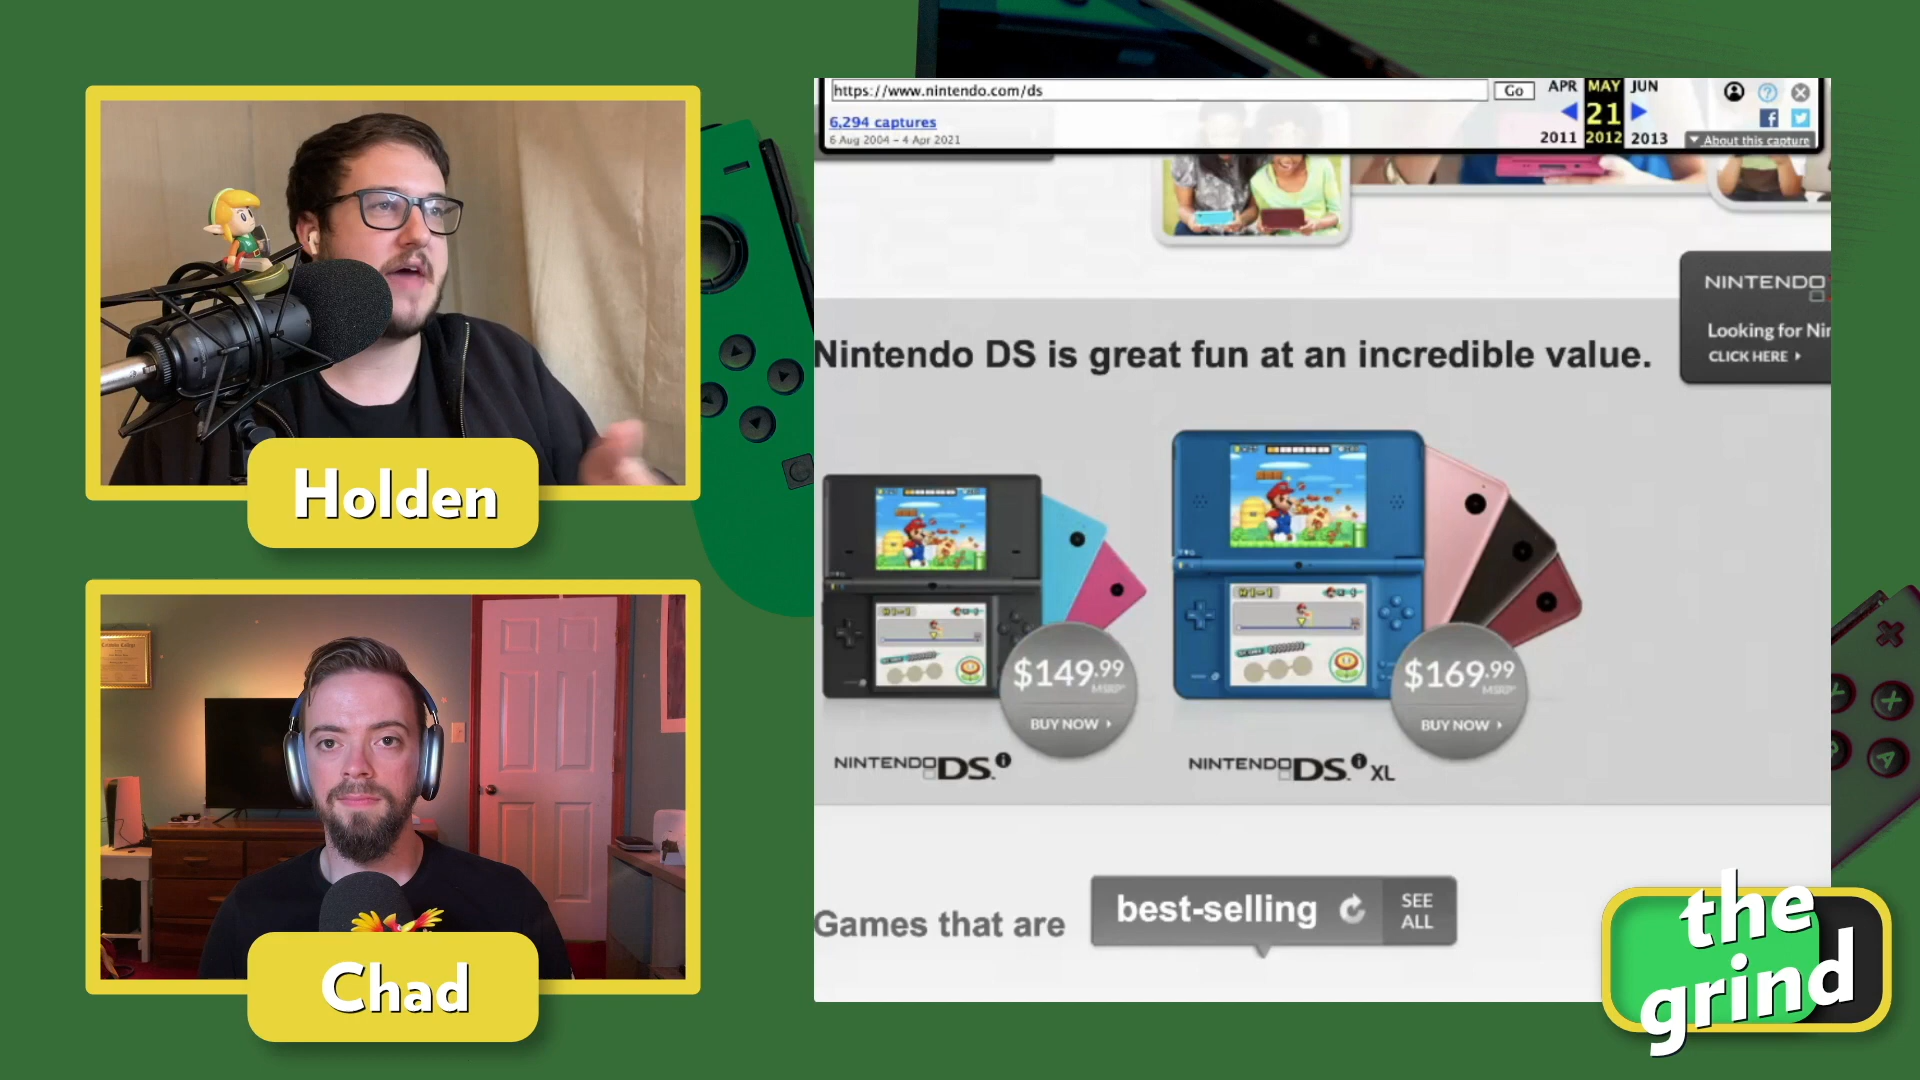 https://www.nintendo.com/ds
Go
APR MAY JUN
21
2011 2012 2013
6,294 captures
6 Aug 2004 – 4 Apr 2021
About this capture
NINTENDO
Looking for Nin
CLICK HERE
Nintendo DS is great fun at an incredible value.
$149.99
MSRP*
BUY NOW
$169.99
MSRP*
BUY NOW
NINTENDO DSi
NINTENDO DSi XL
Games that are
best-selling
SEE
ALL
Holden
Chad
the
grind
Y
X
A